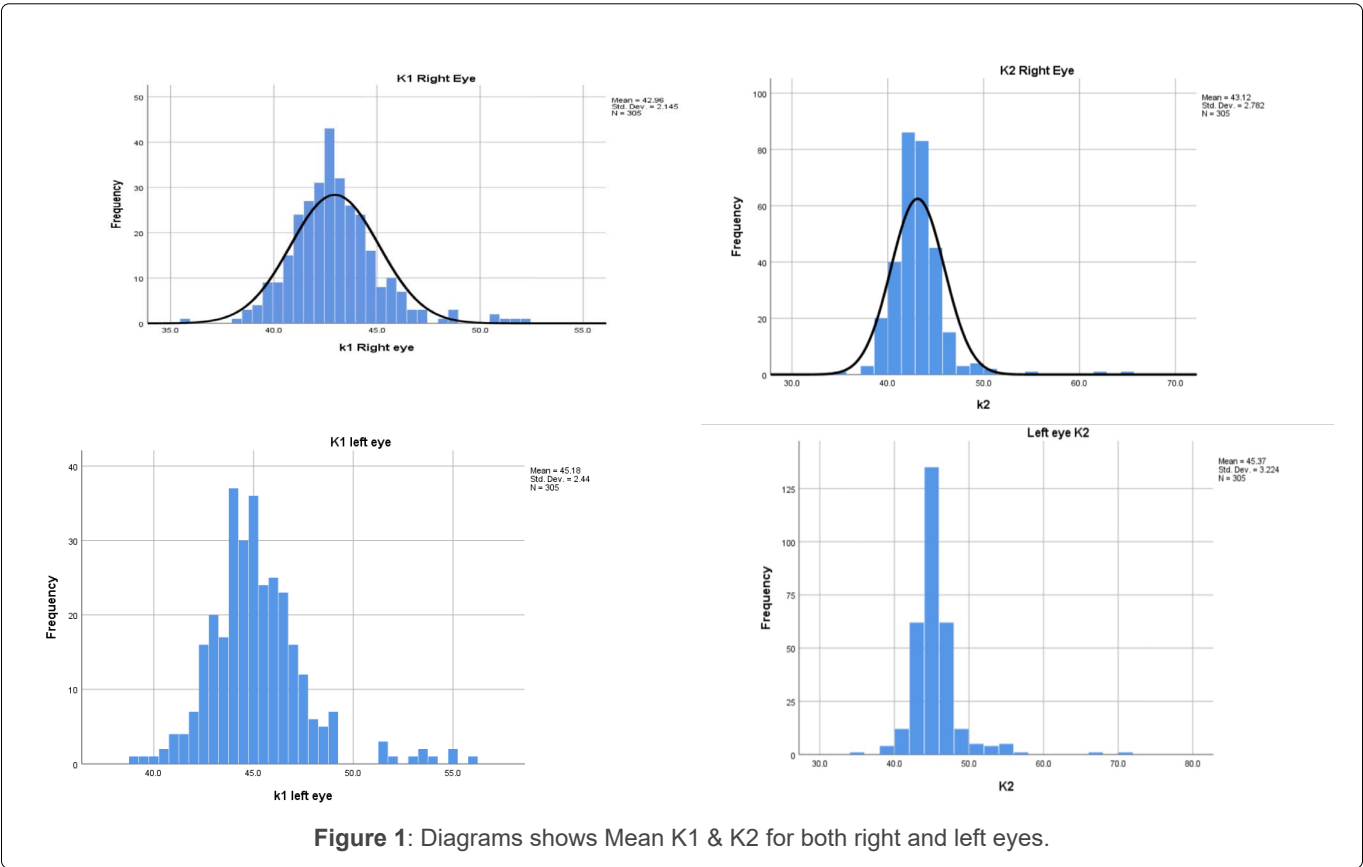 K1 Right Eye
Mean = 42.96
Std. Dev. = 2.145
N = 305
50
40
30
20
10
0
Frequency
35.0 40.0 45.0 50.0 55.0
k1 Right eye
K2 Right Eye
Mean = 43.12
Std. Dev. = 2.782
N = 305
100
80
60
40
20
0
Frequency
30.0 40.0 50.0 60.0 70.0
k2
K1 left eye
Mean = 45.18
Std. Dev. = 2.44
N = 305
40
30
20
10
0
Frequency
40.0 45.0 50.0 55.0
k1 left eye
Left eye K2
Mean = 45.37
Std. Dev. = 3.224
N = 305
125
100
75
50
25
0
Frequency
30.0 40.0 50.0 60.0 70.0 80.0
K2
Figure 1: Diagrams shows Mean K1 & K2 for both right and left eyes.